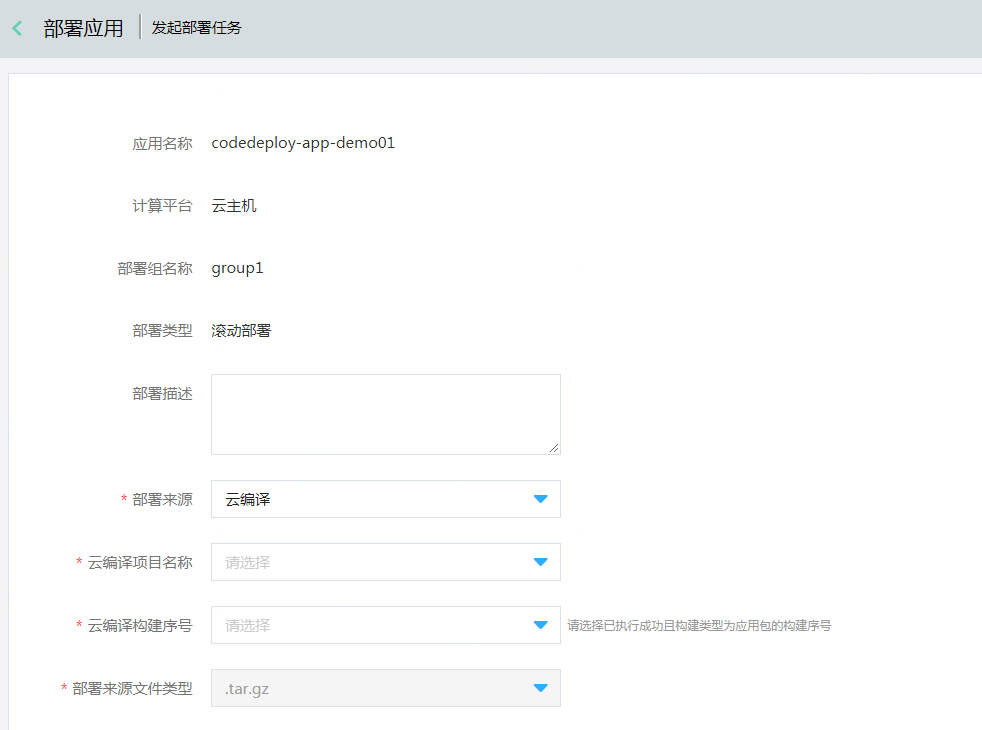 部署应用 发起部署任务
应用名称 codedeploy-app-demo01
计算平台 云主机
部署组名称 group1
部署类型 滚动部署
部署描述
* 部署来源 云编译
* 云编译项目名称 请选择
* 云编译构建序号 请选择 请选择已执行成功且构建类型为应用包的构建序号
* 部署来源文件类型 .tar.gz